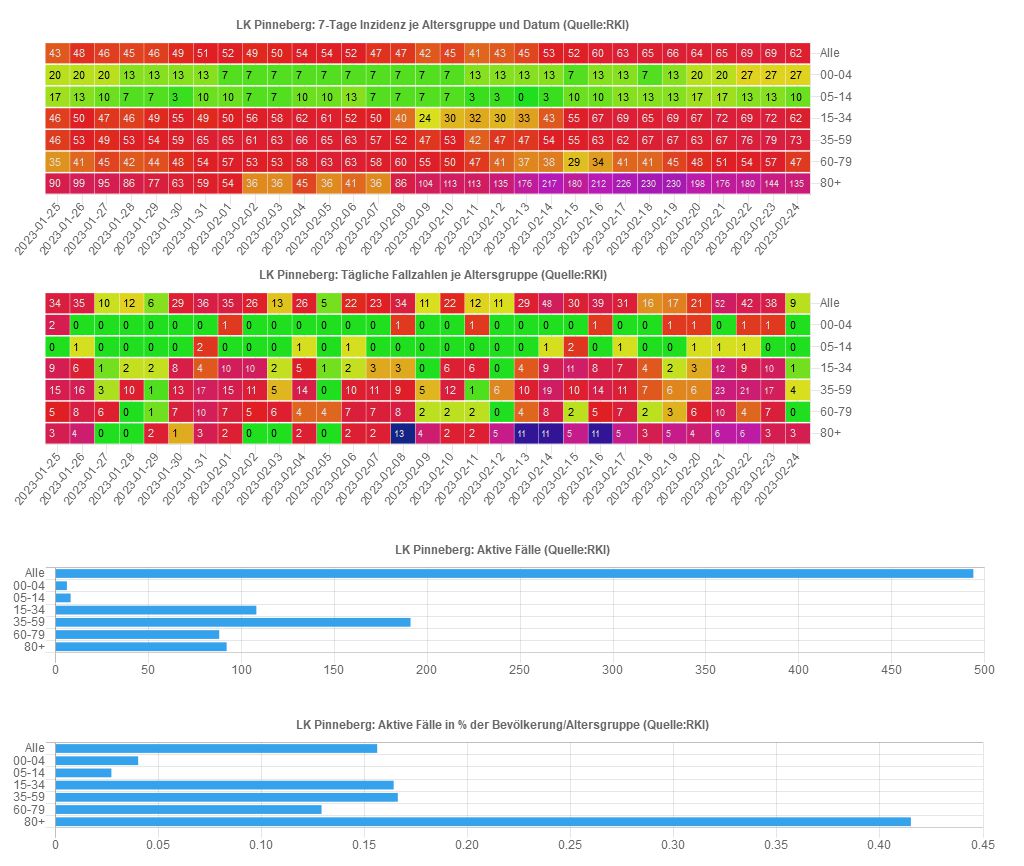 LK Pinneberg: 7-Tage Inzidenz je Altersgruppe und Datum (Quelle:RKI)
43 48 46 45 46 49 51 52 49 50 54 54 52 47 47 42 45 41 43 45 53 52 60 63 65 66 64 65 69 69 62 Alle
20 20 20 13 13 13 13 7 7 7 7 7 7 7 7 7 7 13 13 13 13 7 13 13 7 13 20 20 27 27 27 00-04
17 13 10 7 7 3 10 10 7 7 10 10 13 7 7 7 7 3 3 0 3 10 10 13 13 13 17 17 13 13 10 05-14
46 50 47 46 46 55 49 50 56 58 62 61 52 50 40 24 30 32 30 33 43 55 67 69 65 69 67 72 69 72 62 15-34
46 53 49 53 54 59 65 65 61 63 66 58 63 57 52 47 53 42 47 47 54 55 63 62 67 67 63 67 76 79 73 35-59
35 41 45 42 44 48 55 57 53 53 58 63 63 58 60 55 50 47 41 37 38 29 34 41 41 45 48 51 54 57 47 60-79
90 99 95 86 77 63 59 54 36 36 45 36 41 36 86 104 113 113 135 176 217 180 212 226 230 230 198 176 180 144 135 80+
2023-01-25 2023-01-26 2023-01-27 2023-01-28 2023-01-29 2023-01-30 2023-01-31 2023-02-01 2023-02-02 2023-02-03 2023-02-04 2023-02-05 2023-02-06 2023-02-07 2023-02-08 2023-02-09 2023-02-10 2023-02-11 2023-02-12 2023-02-13 2023-02-14 2023-02-15 2023-02-16 2023-02-17 2023-02-18 2023-02-19 2023-02-20 2023-02-21 2023-02-22 2023-02-23 2023-02-24
LK Pinneberg: Tägliche Fallzahlen je Altersgruppe (Quelle:RKI)
34 35 10 12 6 29 36 35 26 13 26 5 22 23 34 11 22 12 11 29 48 30 39 31 16 17 21 52 42 38 9 Alle
2 0 0 0 0 0 0 1 0 0 0 0 0 0 1 0 0 1 0 0 0 0 1 0 0 1 1 0 1 1 0 00-04
0 1 0 0 0 0 2 0 0 0 1 0 1 0 0 0 0 0 0 0 1 2 0 1 0 0 1 1 1 0 0 05-14
9 6 1 2 2 8 4 10 10 2 5 1 2 3 3 0 6 6 0 4 9 11 8 7 4 2 3 12 9 10 1 15-34
15 16 3 10 1 13 17 15 11 5 14 0 10 11 9 5 12 1 6 10 19 10 14 11 7 6 6 23 21 17 4 35-59
5 8 6 0 1 7 10 7 5 6 4 4 7 7 8 2 2 2 0 4 8 2 5 7 2 3 6 10 4 7 0 60-79
3 4 0 0 2 1 3 2 0 0 2 0 2 2 13 4 2 2 5 11 11 5 11 5 3 5 4 6 6 3 3 80+
2023-01-25 2023-01-26 2023-01-27 2023-01-28 2023-01-29 2023-01-30 2023-01-31 2023-02-01 2023-02-02 2023-02-03 2023-02-04 2023-02-05 2023-02-06 2023-02-07 2023-02-08 2023-02-09 2023-02-10 2023-02-11 2023-02-12 2023-02-13 2023-02-14 2023-02-15 2023-02-16 2023-02-17 2023-02-18 2023-02-19 2023-02-20 2023-02-21 2023-02-22 2023-02-23 2023-02-24
LK Pinneberg: Aktive Fälle (Quelle:RKI)
Alle
00-04
05-14
15-34
35-59
60-79
80+
0 50 100 150 200 250 300 350 400 450 500
LK Pinneberg: Aktive Fälle in % der Bevölkerung/Altersgruppe (Quelle:RKI)
Alle
00-04
05-14
15-34
35-59
60-79
80+
0 0.05 0.10 0.15 0.20 0.25 0.30 0.35 0.40 0.45